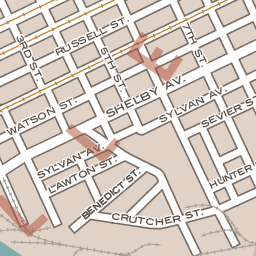 3RD ST.
RUSSELL ST.
5TH ST.
7TH ST.
WATSON ST.
SHELBY AV.
SYLVAN AV.
SEVIER ST.
SYLVAN AV.
LAWTON ST.
BENEDICT ST.
HUNTER
CRUTCHER ST.